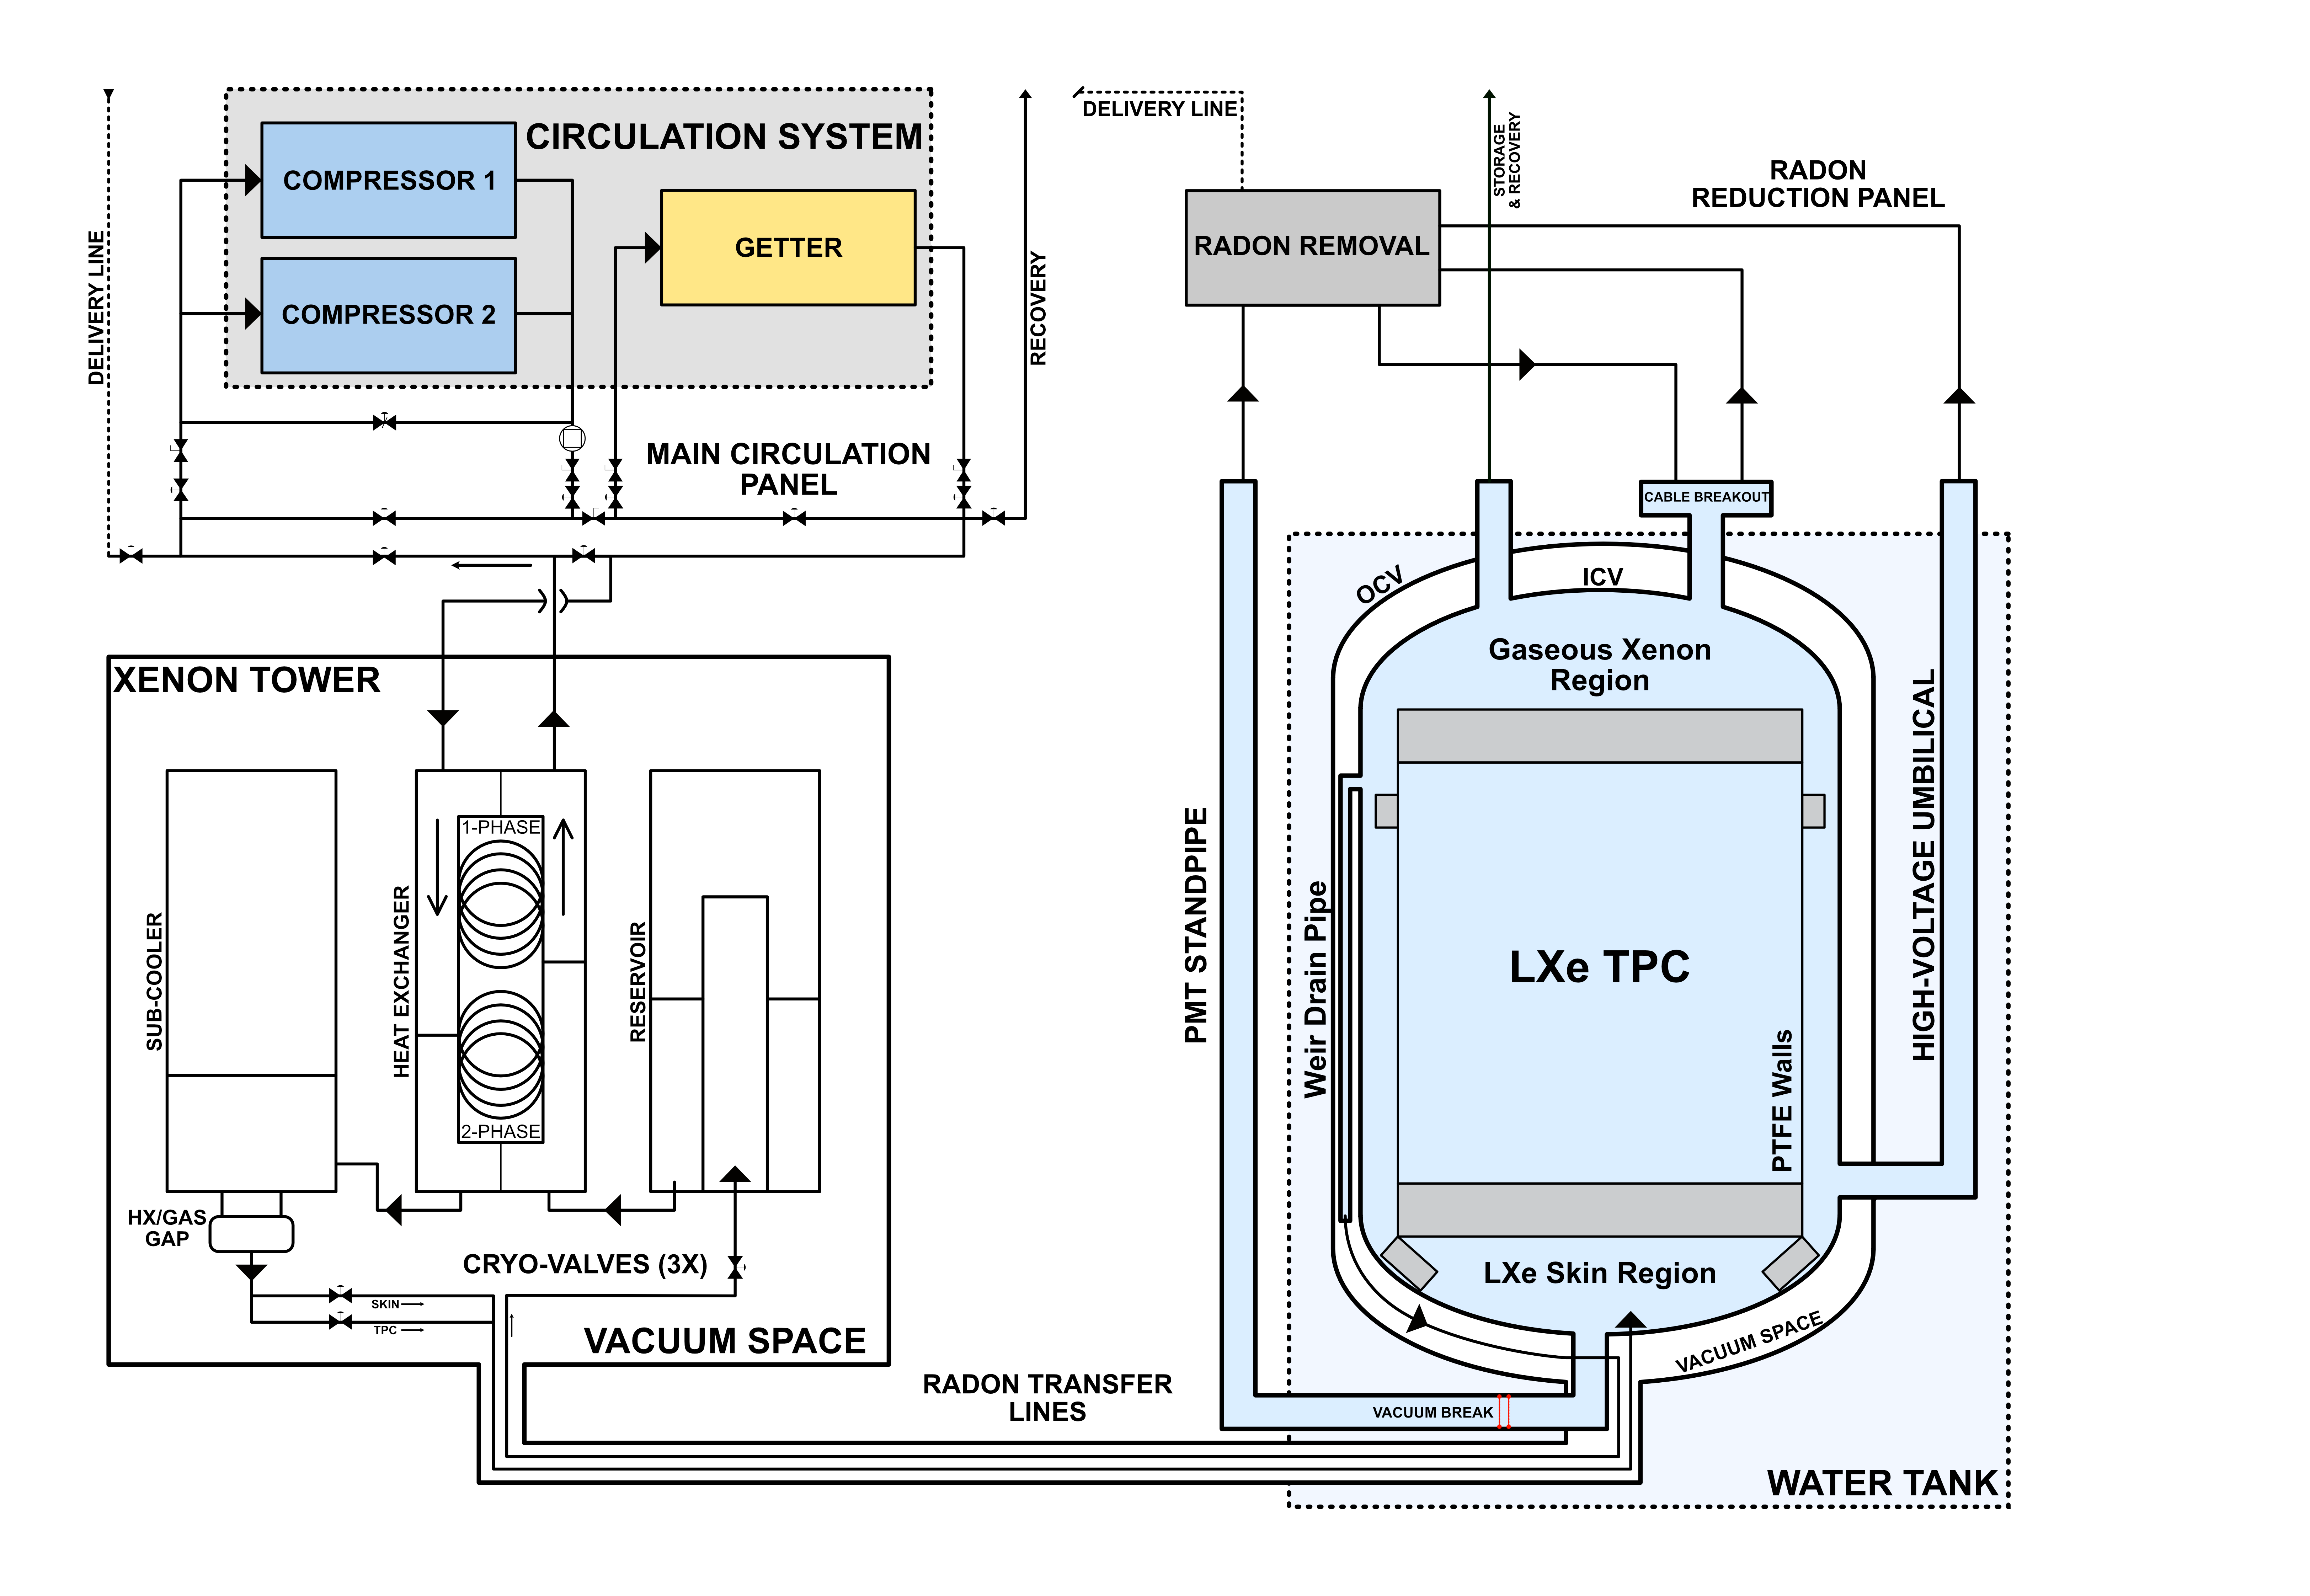 DELIVERY LINE
CIRCULATION SYSTEM
COMPRESSOR 1
COMPRESSOR 2
GETTER
RECOVERY
MAIN CIRCULATION
PANEL
DELIVERY LINE
STORAGE
& RECOVERY
RADON
REDUCTION PANEL
RADON REMOVAL
CABLE BREAKOUT
OCV
ICV
Gaseous Xenon
Region
XENON TOWER
SUB-COOLER
HEAT EXCHANGER
1-PHASE
2-PHASE
RESERVOIR
HX/GAS
GAP
CRYO-VALVES (3X)
SKIN
TPC
VACUUM SPACE
PMT STANDPIPE
Weir Drain Pipe
LXe TPC
PTFE Walls
HIGH-VOLTAGE UMBILICAL
LXe Skin Region
VACUUM SPACE
RADON TRANSFER
LINES
VACUUM BREAK
WATER TANK